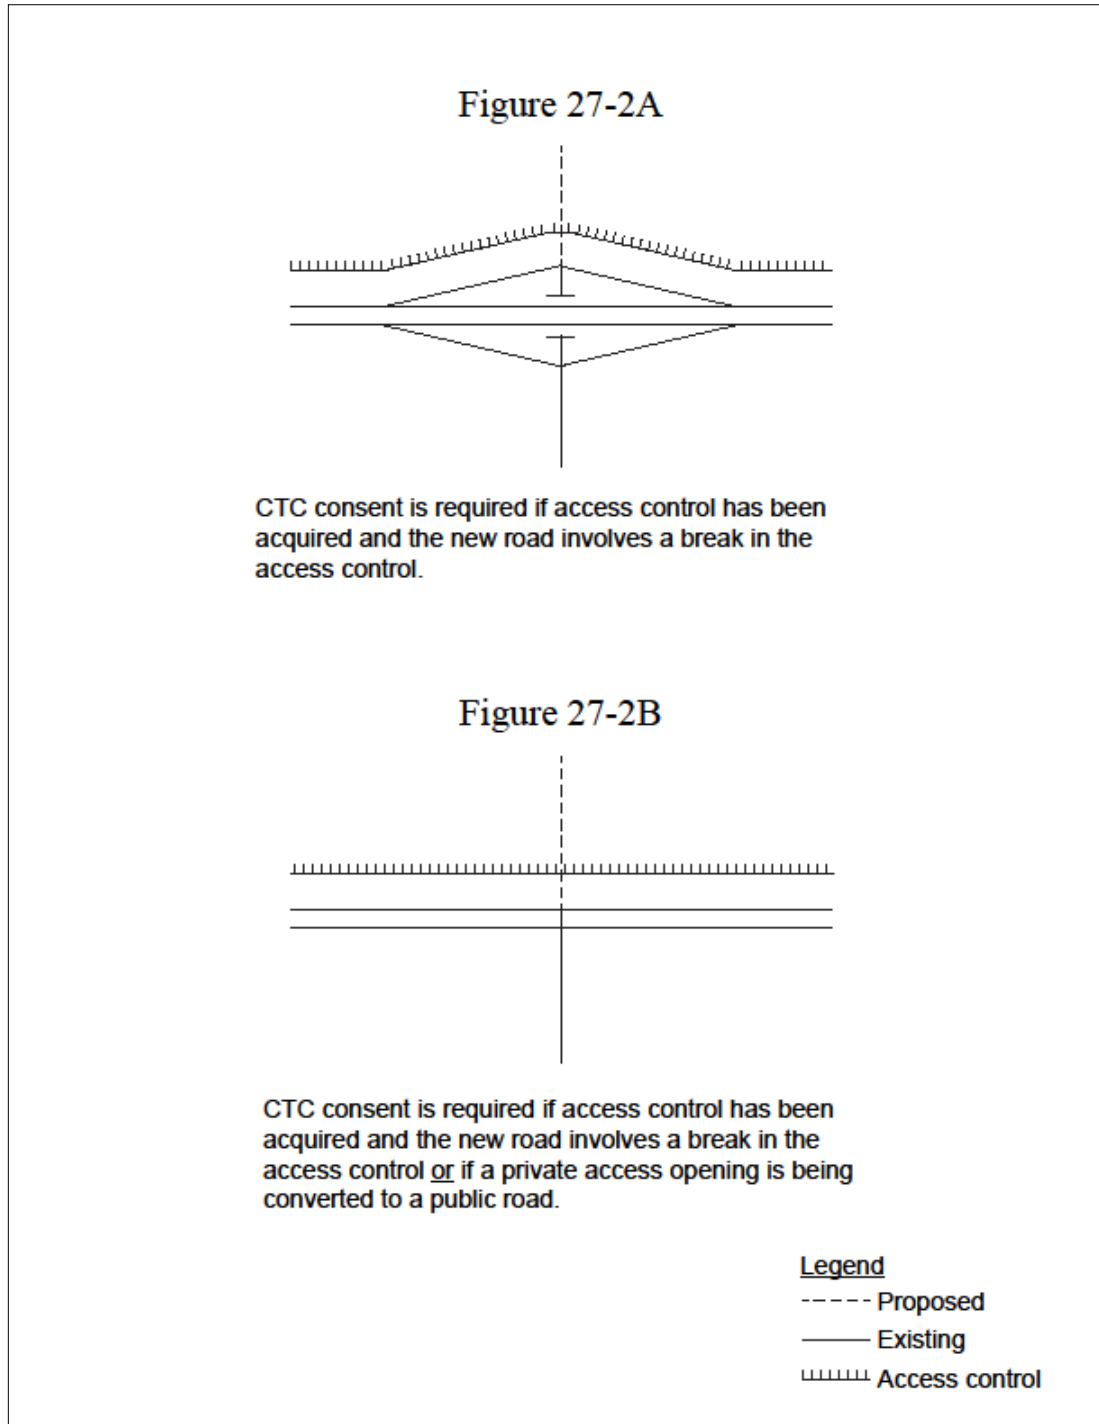 Figure 27-2A
CTC consent is required if access control has been
acquired and the new road involves a break in the
access control.
Figure 27-2B
CTC consent is required if access control has been
acquired and the new road involves a break in the
access control or if a private access opening is being
converted to a public road.
Legend
Proposed
Existing
Access control